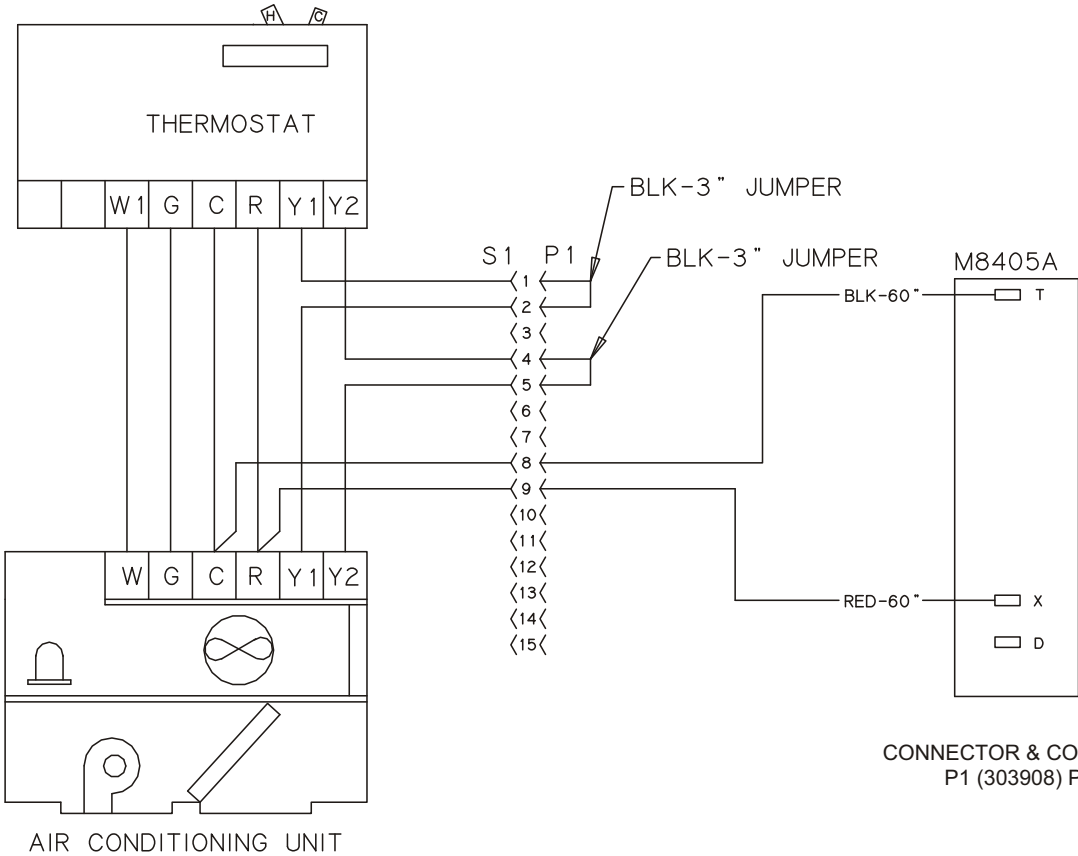 H C
THERMOSTAT
W1 G C R Y1 Y2
BLK-3" JUMPER
S1 P1
BLK-3" JUMPER
M8405A
1
BLK-60" T
2
3
4
5
6
7
8
9
10
11
12
13
RED-60" X
14
15
D
W G C R Y1 Y2
CONNECTOR & CO
P1 (303908) P
AIR CONDITIONING UNIT